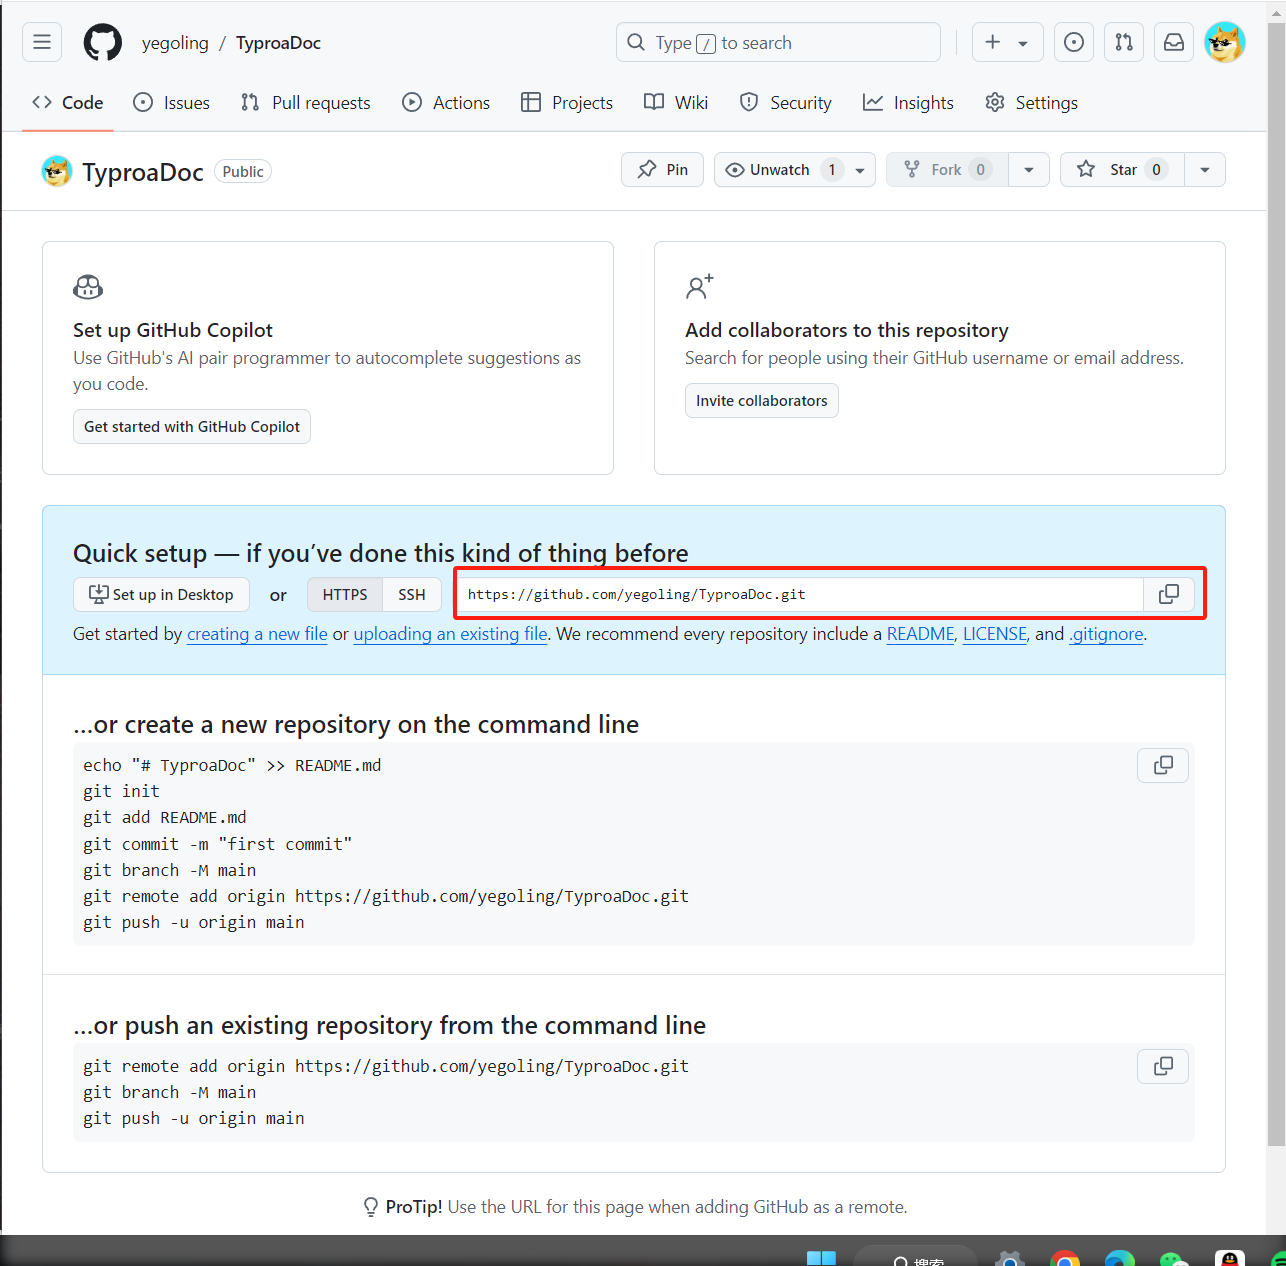 yegoling / TyproaDoc
Type / to search
Code
Issues
Pull requests
Actions
Projects
Wiki
Security
Insights
Settings
TyproaDoc Public
Pin
Unwatch 1
Fork 0
Star 0
Set up GitHub Copilot
Use GitHub's AI pair programmer to autocomplete suggestions as
you code.
Get started with GitHub Copilot
Add collaborators to this repository
Search for people using their GitHub username or email address.
Invite collaborators
Quick setup — if you’ve done this kind of thing before
Set up in Desktop or HTTPS SSH https://github.com/yegoling/TyproaDoc.git
Get started by creating a new file or uploading an existing file. We recommend every repository include a README, LICENSE, and .gitignore.
…or create a new repository on the command line
echo "# TyproaDoc" >> README.md
git init
git add README.md
git commit -m "first commit"
git branch -M main
git remote add origin https://github.com/yegoling/TyproaDoc.git
git push -u origin main
…or push an existing repository from the command line
git remote add origin https://github.com/yegoling/TyproaDoc.git
git branch -M main
git push -u origin main
ProTip! Use the URL for this page when adding GitHub as a remote.
搜索